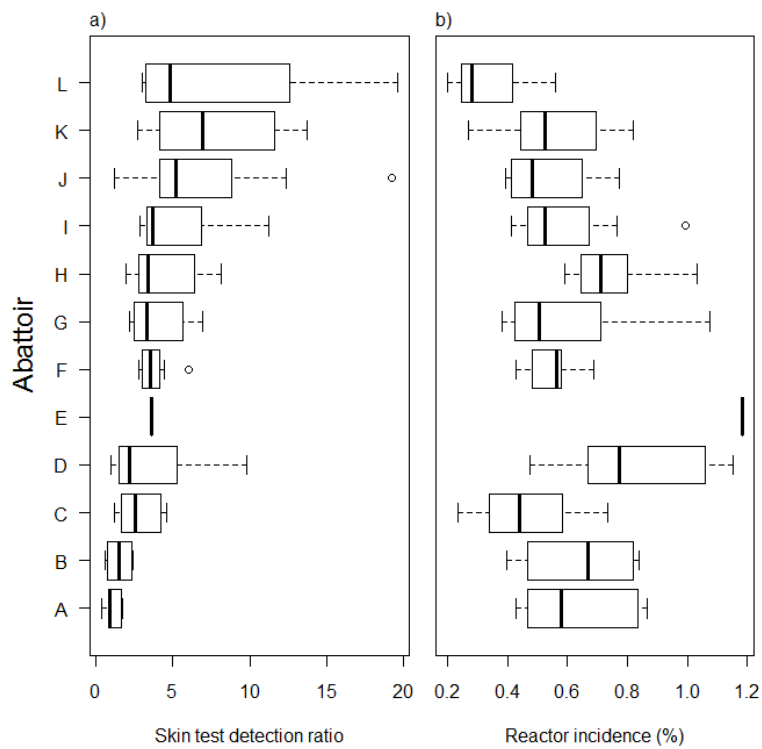 a)
b)
Abattoir
L
K
J
I
H
G
F
E
D
C
B
A
0 5 10 15 20
0.2 0.4 0.6 0.8 1.0 1.2
Skin test detection ratio
Reactor incidence (%)